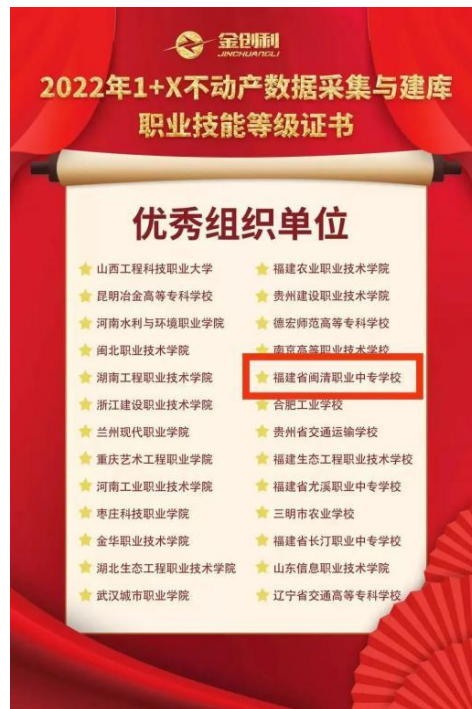 金创利
JINCHUANGLI
2022年1+X不动产数据采集与建库
职业技能等级证书
优秀组织单位
山西工程科技职业大学
福建农业职业技术学院
昆明冶金高等专科学校
贵州建设职业技术学院
河南水利与环境职业学院
德宏师范高等专科学校
闽北职业技术学院
南京高等职业技术学校
湖南工程职业技术学院
福建省闽清职业中专学校
浙江建设职业技术学院
合肥工业学校
兰州现代职业学院
贵州省交通运输学校
重庆艺术工程职业学院
福建生态工程职业技术学校
河南工业职业技术学院
福建省尤溪职业中专学校
枣庄科技职业学院
三明市农业学校
金华职业技术学院
福建省长汀职业中专学校
湖北生态工程职业技术学院
山东信息职业技术学院
武汉城市职业学院
辽宁省交通高等专科学校